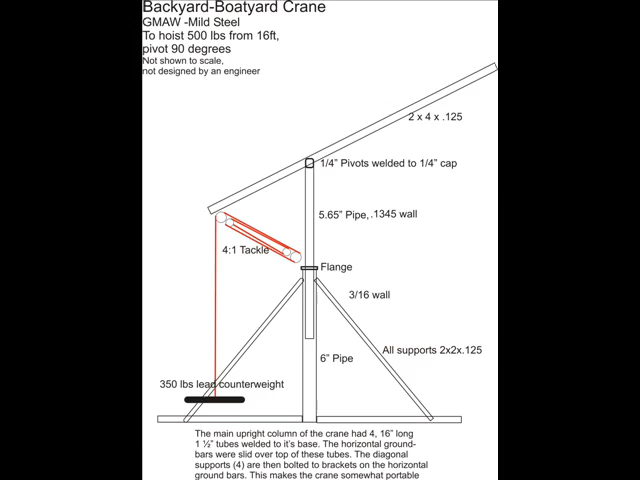 Backyard-Boatyard Crane
GMAW -Mild Steel
To hoist 500 lbs from 16ft,
pivot 90 degrees
Not shown to scale,
not designed by an engineer
2 x 4 x .125
1/4" Pivots welded to 1/4" cap
5.65" Pipe, .1345 wall
4:1 Tackle
Flange
3/16 wall
All supports 2x2x.125
6" Pipe
350 lbs lead counterweight
The main upright column of the crane had 4, 16" long
1 ½" tubes welded to it's base. The horizontal ground-
bars were slid over top of these tubes. The diagonal
supports (4) are then bolted to brackets on the horizontal
ground bars. This makes the crane somewhat portable